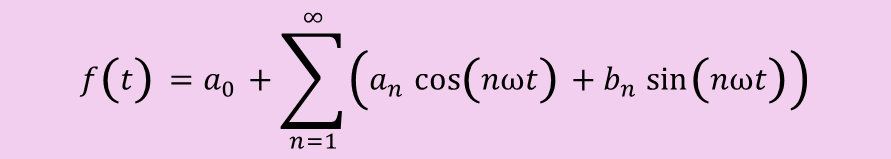 f(t) = a₀ + ∑_{n=1}^{∞} (aₙ cos(nωt) + bₙ sin(nωt))